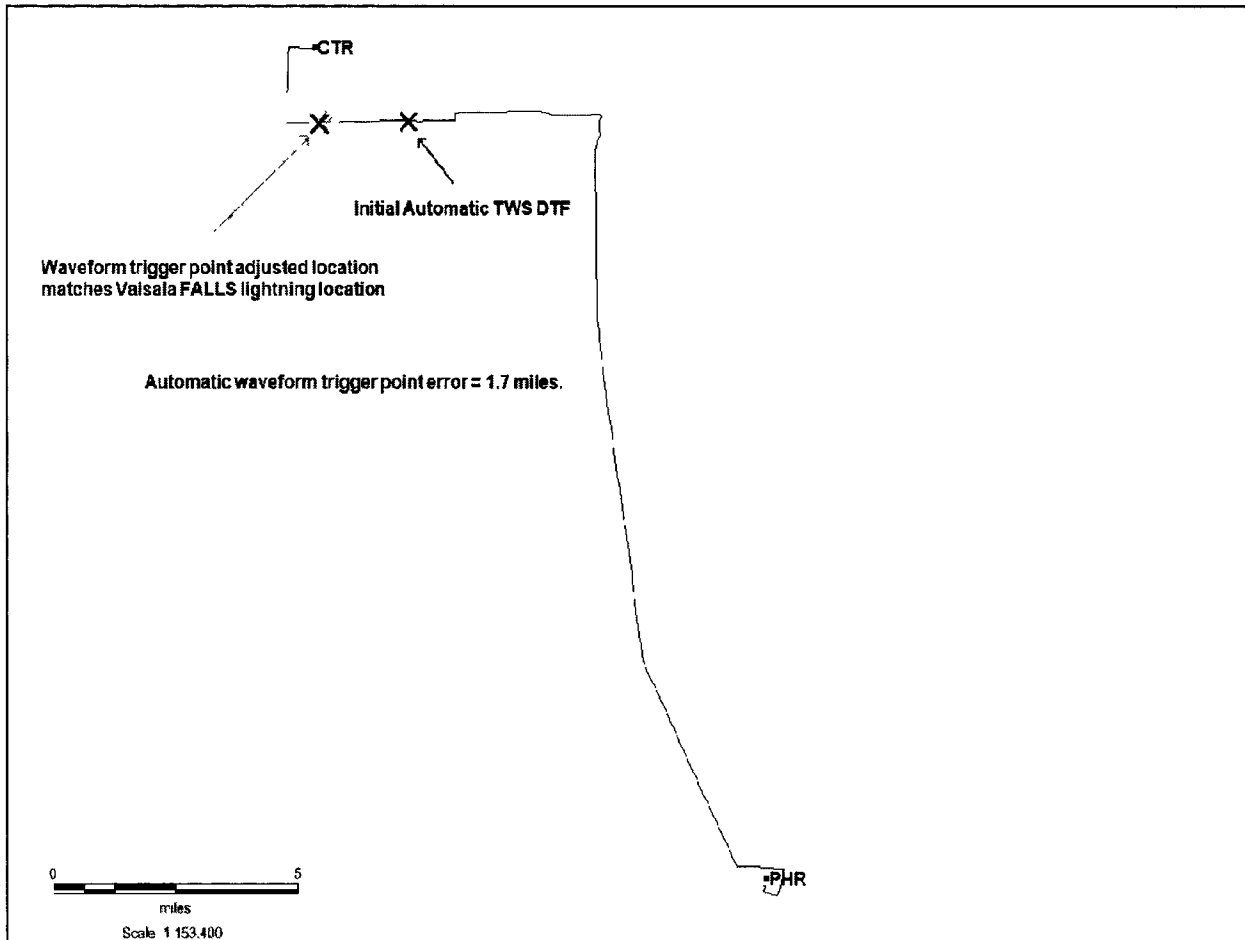 CTR
Initial Automatic TWS DTF
Waveform trigger point adjusted location
matches Vaisala FALLS lightning location
Automatic waveform trigger point error = 1.7 miles.
PHR
0 5
miles
Scale 1 153,400